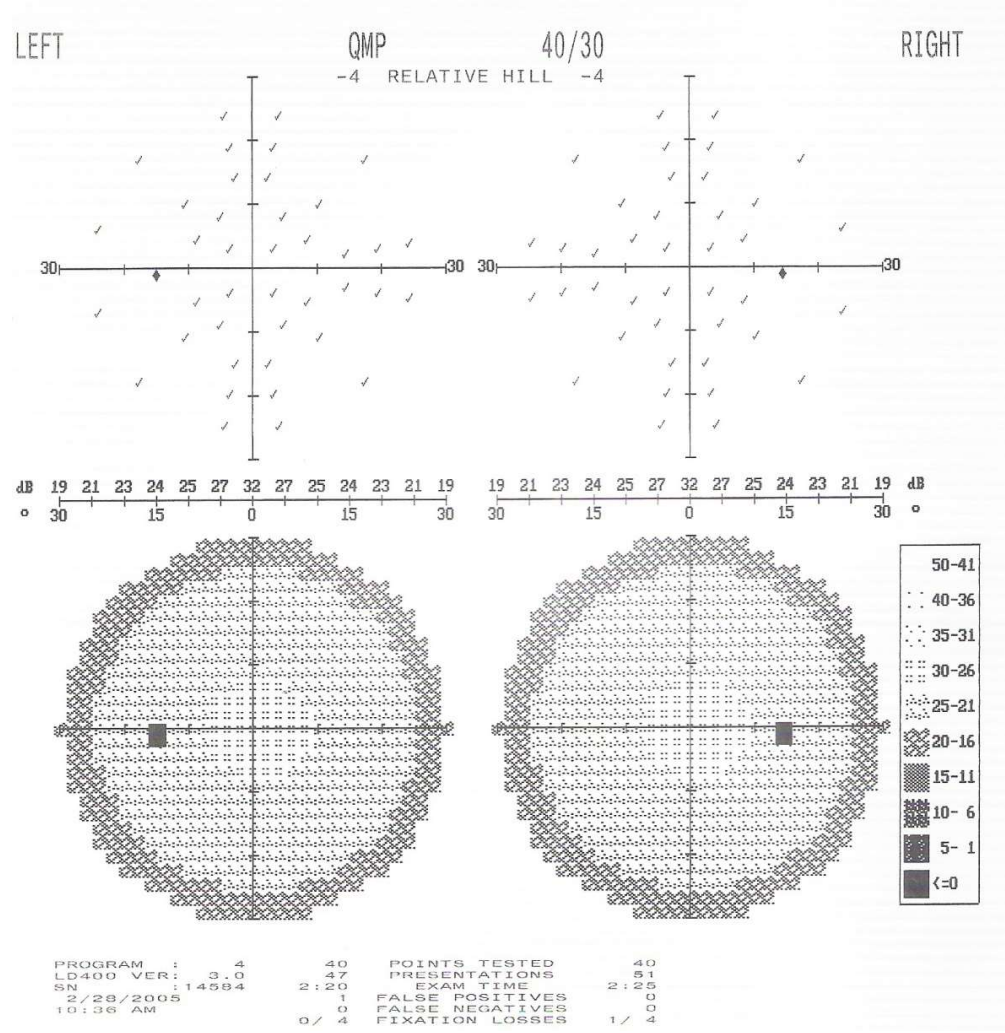 LEFT QMP 40/30 RIGHT
-4 RELATIVE HILL -4
30 30 30 30
dB 19 21 23 24 25 27 32 27 25 24 23 21 19 19 21 23 24 25 27 32 27 25 24 23 21 19 dB
o 30 15 0 15 30 30 15 0 15 30 o
50-41
40-36
35-31
30-26
25-21
20-16
15-11
10- 6
5- 1
<=0
PROGRAM : 4 40 POINTS TESTED 40
LD400 VER: 3.0 47 PRESENTATIONS 51
SN :14584 2:20 EXAM TIME 2:25
2/28/2005 1 FALSE POSITIVES 0
10:36 AM 0 FALSE NEGATIVES 0
0/ 4 FIXATION LOSSES 1/ 4